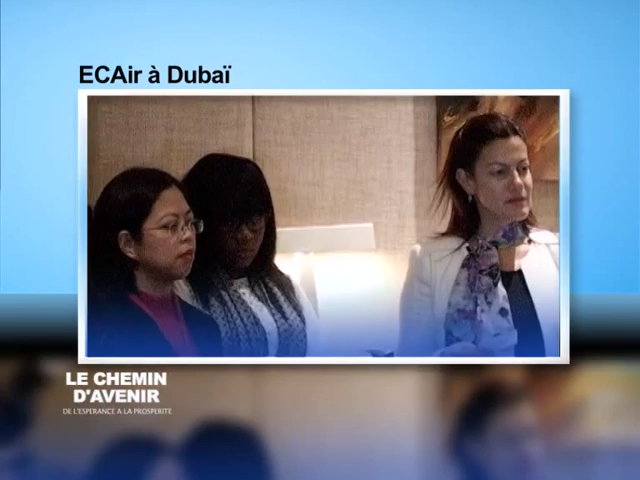 ECAir à Dubaï
LE CHEMIN
D'AVENIR
DE L'ESPERANCE A LA PROSPERITE